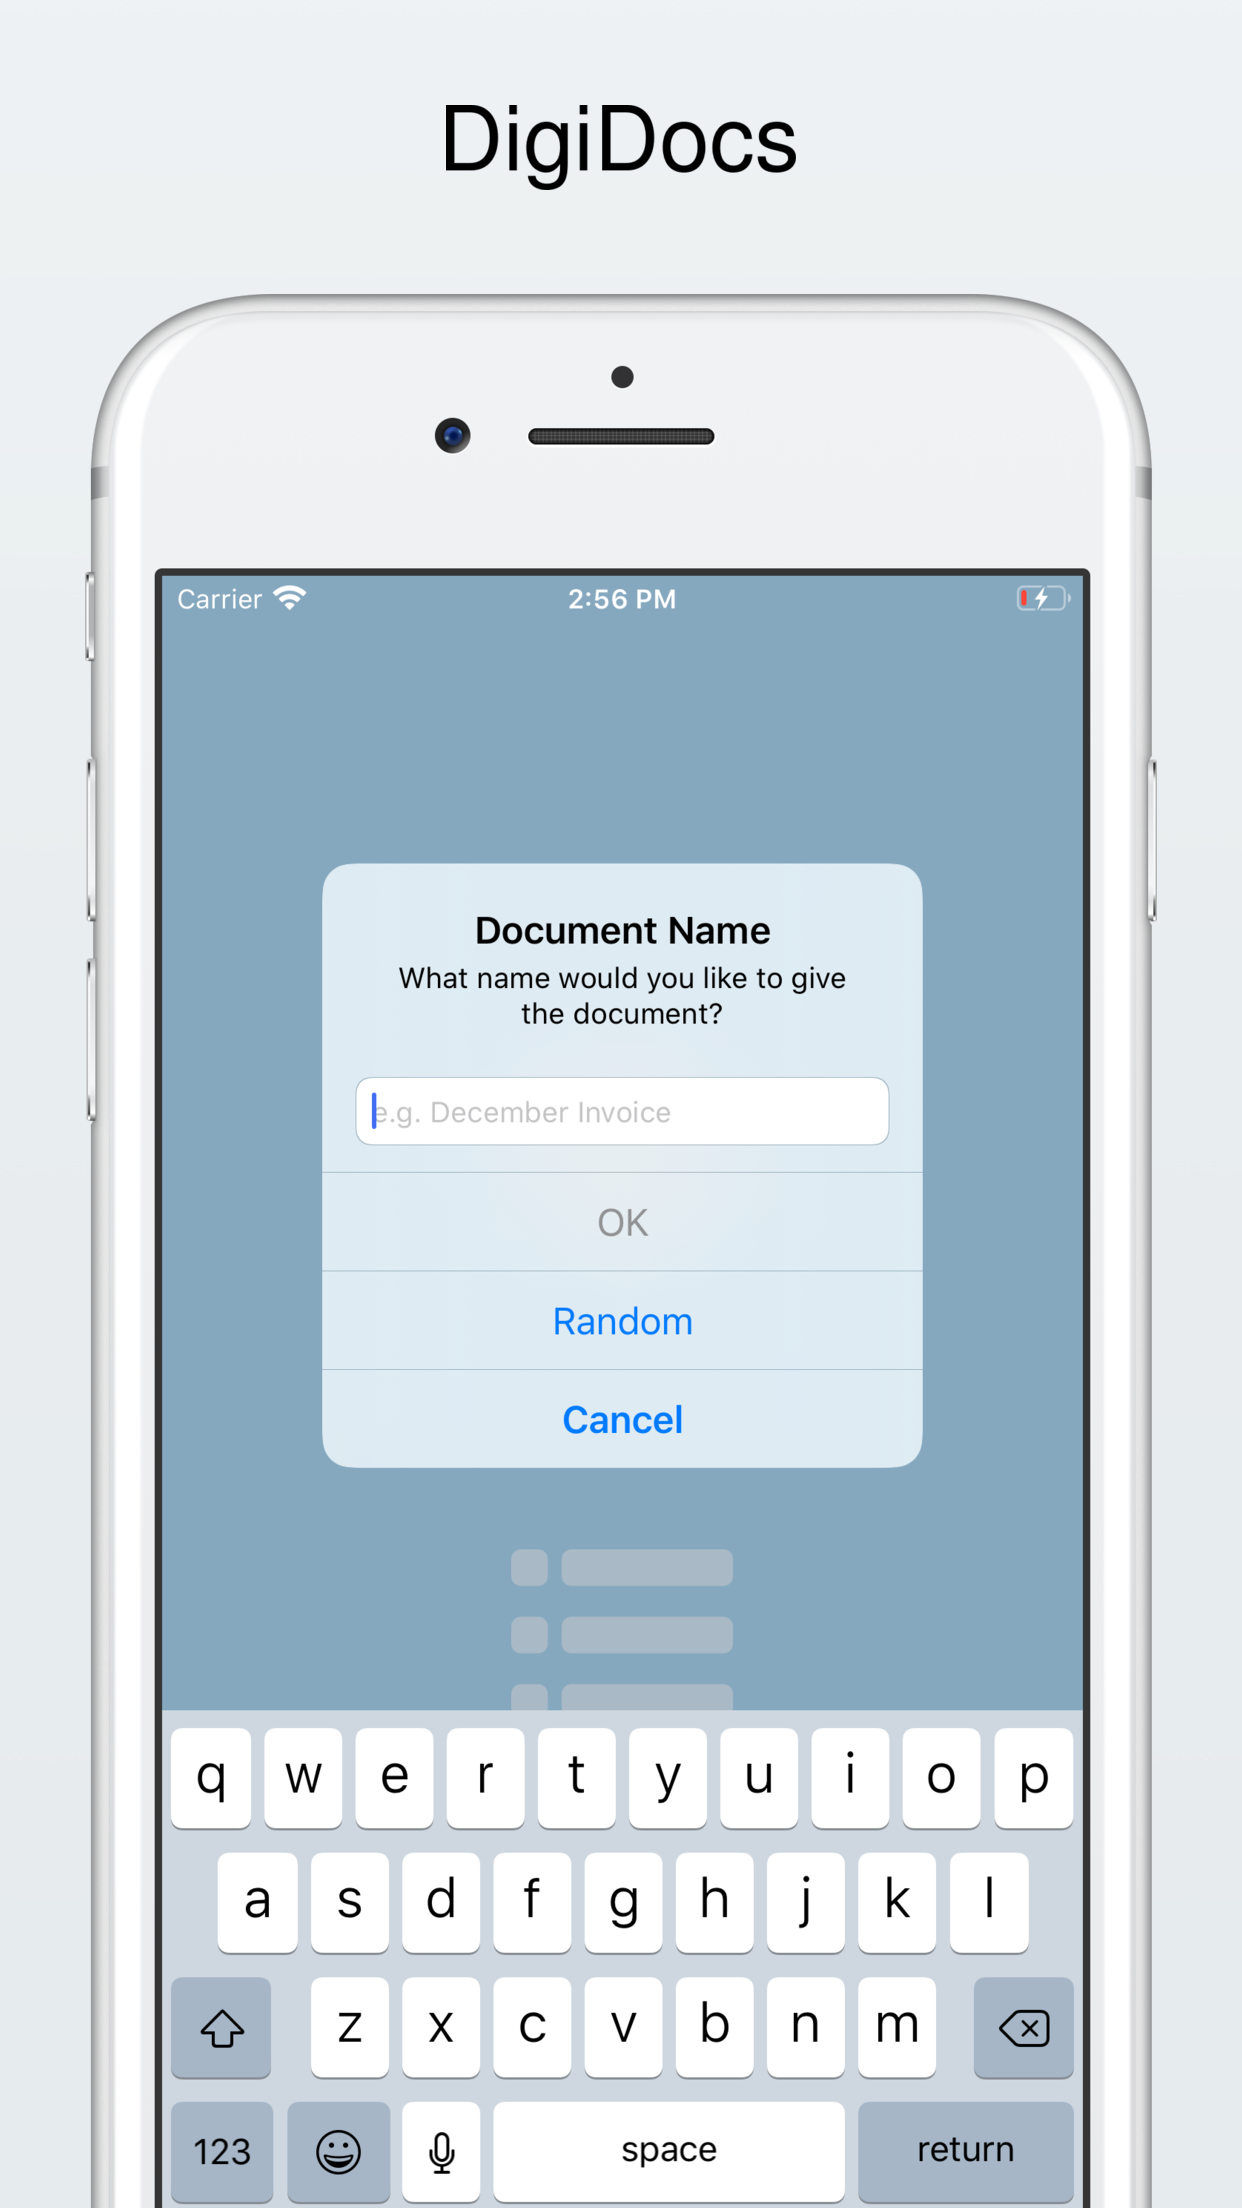 DigiDocs
Carrier 2:56 PM
Document Name
What name would you like to give
the document?
e.g. December Invoice
OK
Random
Cancel
q w e r t y u i o p
a s d f g h j k l
z x c v b n m
123 space return